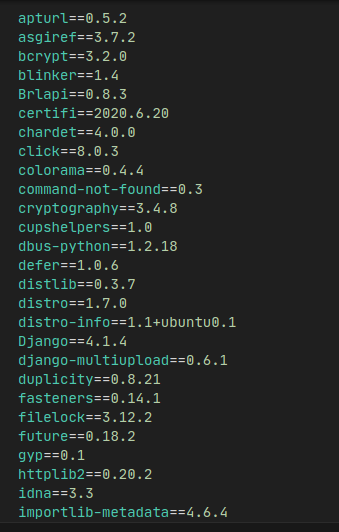 apturl==0.5.2
asgiref==3.7.2
bcrypt==3.2.0
blinker==1.4
Brlapi==0.8.3
certifi==2020.6.20
chardet==4.0.0
click==8.0.3
colorama==0.4.4
command-not-found==0.3
cryptography==3.4.8
cupshelpers==1.0
dbus-python==1.2.18
defer==1.0.6
distlib==0.3.7
distro==1.7.0
distro-info==1.1+ubuntu0.1
Django==4.1.4
django-multiupload==0.6.1
duplicity==0.8.21
fasteners==0.14.1
filelock==3.12.2
future==0.18.2
gyp==0.1
httplib2==0.20.2
idna==3.3
importlib-metadata==4.6.4